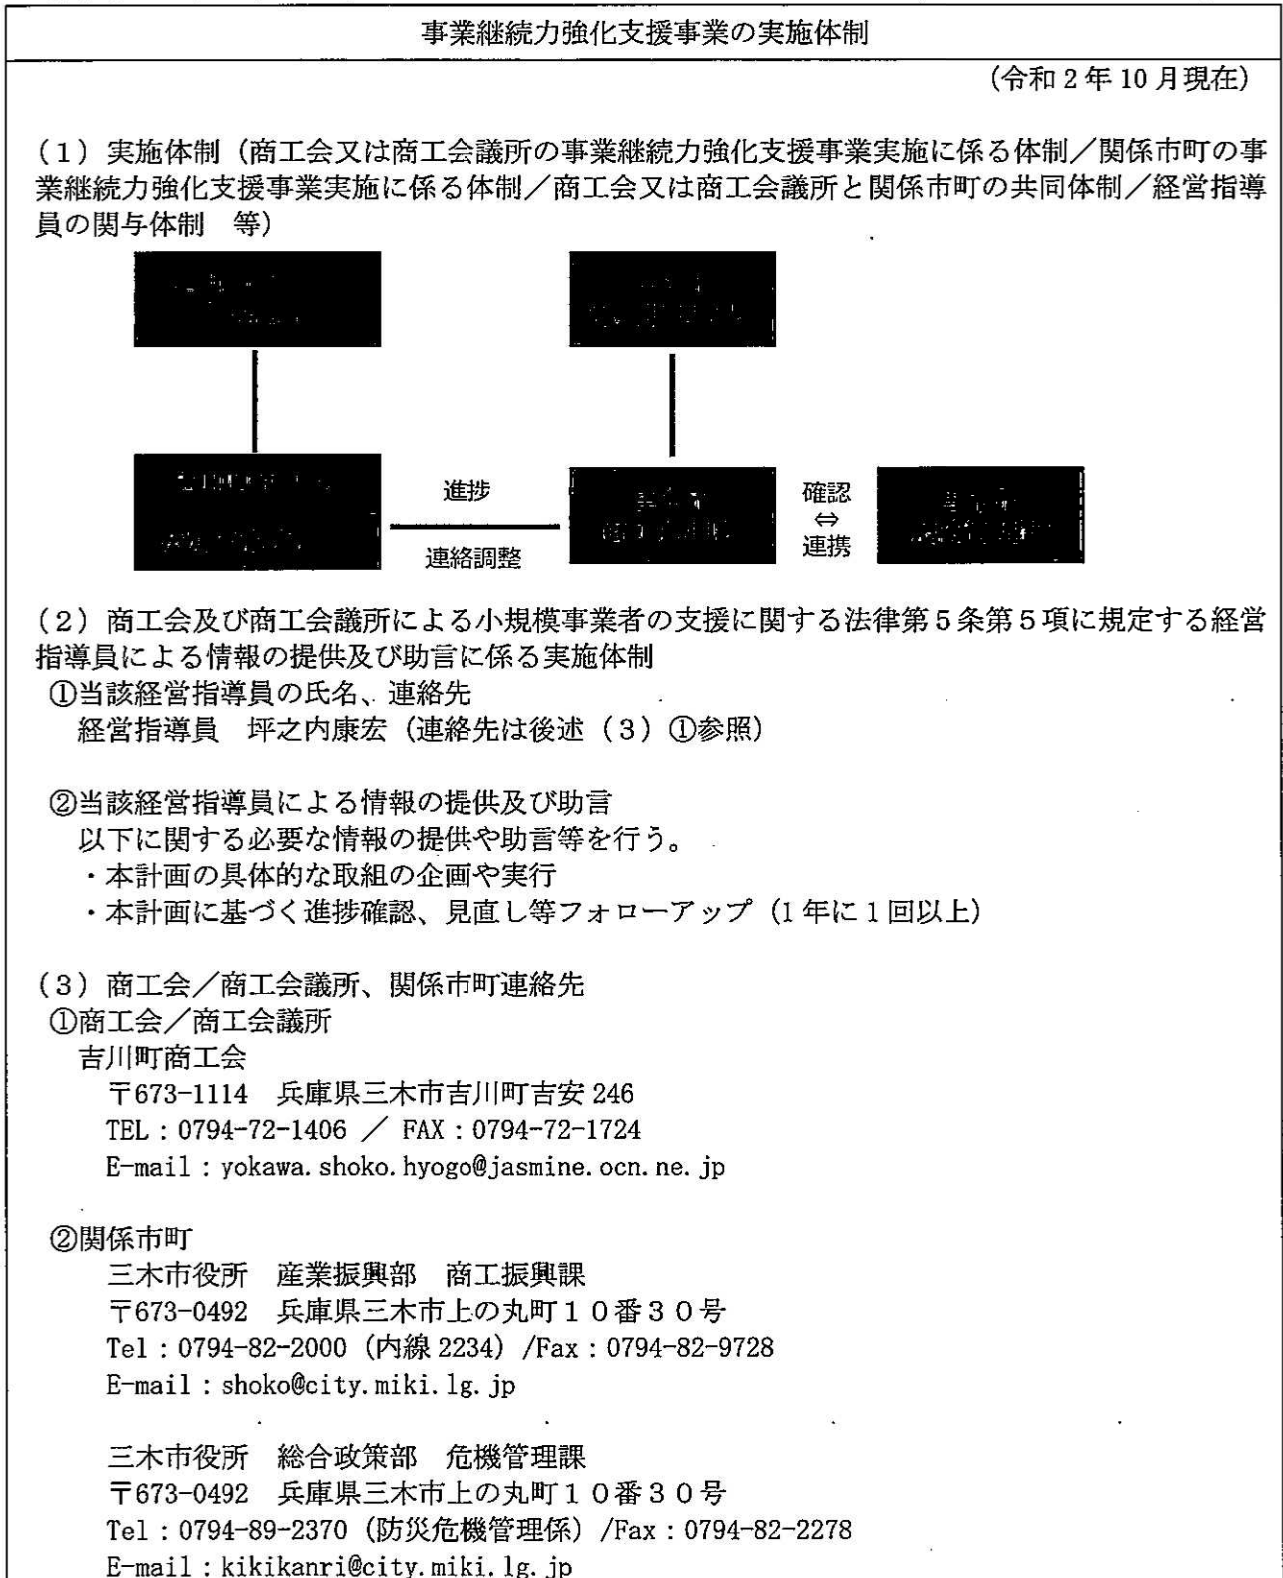 事業継続力強化支援事業の実施体制
(令和2年10月現在)
(1)実施体制(商工会又は商工会議所の事業継続力強化支援事業実施に係る体制/関係市町の事
業継続力強化支援事業実施に係る体制/商工会又は商工会議所と関係市町の共同体制/経営指導
員の関与体制 等)
進捗
連絡調整
確認
⇔
連携
(2)商工会及び商工会議所による小規模事業者の支援に関する法律第5条第5項に規定する経営
指導員による情報の提供及び助言に係る実施体制
①当該経営指導員の氏名、連絡先
経営指導員 坪之内康宏(連絡先は後述(3)①参照)
②当該経営指導員による情報の提供及び助言
以下に関する必要な情報の提供や助言等を行う。
・本計画の具体的な取組の企画や実行
・本計画に基づく進捗確認、見直し等フォローアップ(1年に1回以上)
(3)商工会/商工会議所、関係市町連絡先
①商工会/商工会議所
吉川町商工会
〒673-1114 兵庫県三木市吉川町吉安246
TEL:0794-72-1406 / FAX:0794-72-1724
E-mail:yokawa.shoko.hyogo@jasmine.ocn.ne.jp
②関係市町
三木市役所 産業振興部 商工振興課
〒673-0492 兵庫県三木市上の丸町10番30号
Tel:0794-82-2000(内線2234)/Fax:0794-82-9728
E-mail:shoko@city.miki.lg.jp
三木市役所 総合政策部 危機管理課
〒673-0492 兵庫県三木市上の丸町10番30号
Tel:0794-89-2370(防災危機管理係)/Fax:0794-82-2278
E-mail:kikikanri@city.miki.lg.jp